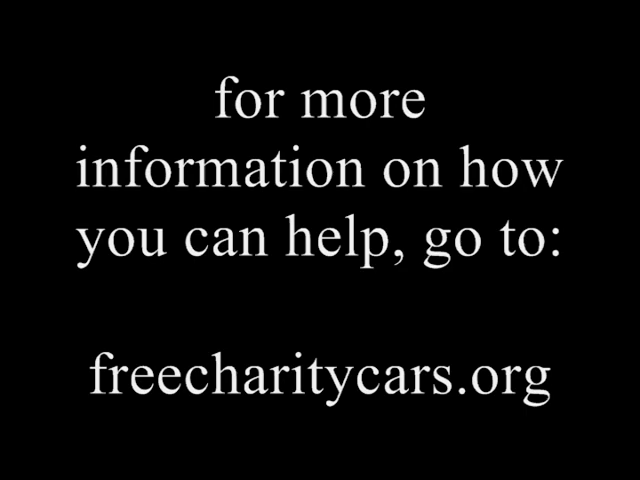 for more
information on how
you can help, go to:
freecharitycars.org